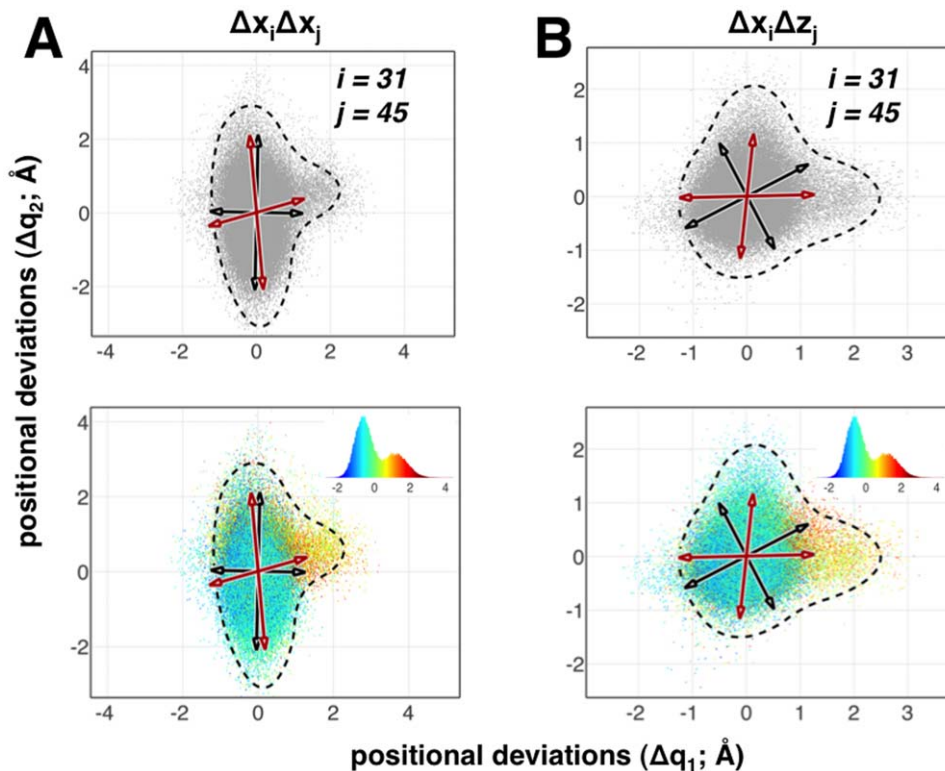 A
ΔxᵢΔxⱼ
B
Δxᵢ​Δzⱼ
i = 31
j = 45
4
2
0
-2
-4 -2 0 2 4
i = 31
j = 45
2
1
0
-1
-2
-2 -1 0 1 2 3
positional deviations (Δq₂; Å)
4
2
0
-2
-2 0 2 4
-4 -2 0 2 4
2
1
0
-1
-2
-2 0 2 4
-2 -1 0 1 2 3
positional deviations (Δq₁; Å)